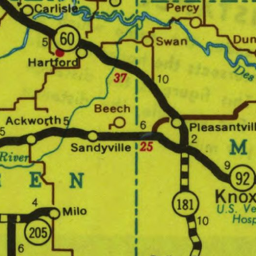 Carlisle
Percy
60
5
Swan
Dun
Hartford
37
10
Des
Beech
Ackworth
5
6
Pleasantvill
Sandyville
25
2
M
River
E N
9
92
Knox
U.S. Ve
Hosp
181
4
Milo
205
10
6